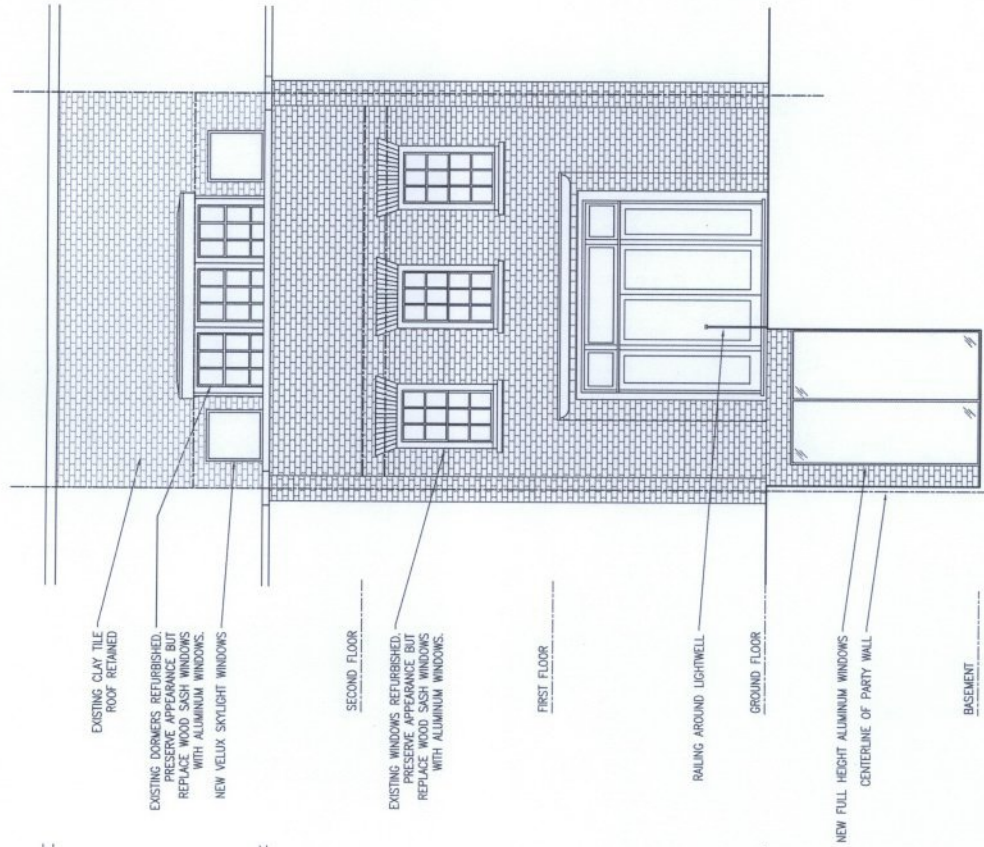 EXISTING CLAY TILE
ROOF RETAINED
EXISTING DORMERS REFURBISHED.
PRESERVE APPEARANCE BUT
REPLACE WOOD SASH WINDOWS
WITH ALUMINUM WINDOWS.
NEW VELUX SKYLIGHT WINDOWS
SECOND FLOOR
EXISTING WINDOWS REFURBISHED.
PRESERVE APPEARANCE BUT
REPLACE WOOD SASH WINDOWS
WITH ALUMINUM WINDOWS.
FIRST FLOOR
RAILING AROUND LIGHTWELL
GROUND FLOOR
NEW FULL HEIGHT ALUMINUM WINDOWS
CENTERLINE OF PARTY WALL
BASEMENT